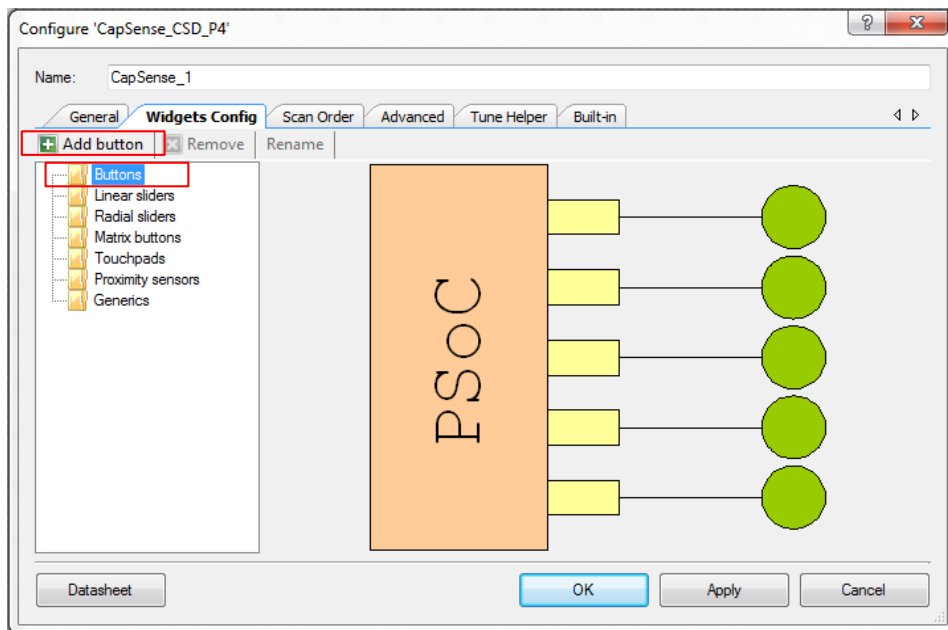 Configure 'CapSense_CSD_P4'
?
Name: CapSense_1
General Widgets Config Scan Order Advanced Tune Helper Built-in
Add button Remove Rename
Buttons
Linear sliders
Radial sliders
Matrix buttons
Touchpads
Proximity sensors
Generics
PSoC
Datasheet OK Apply Cancel